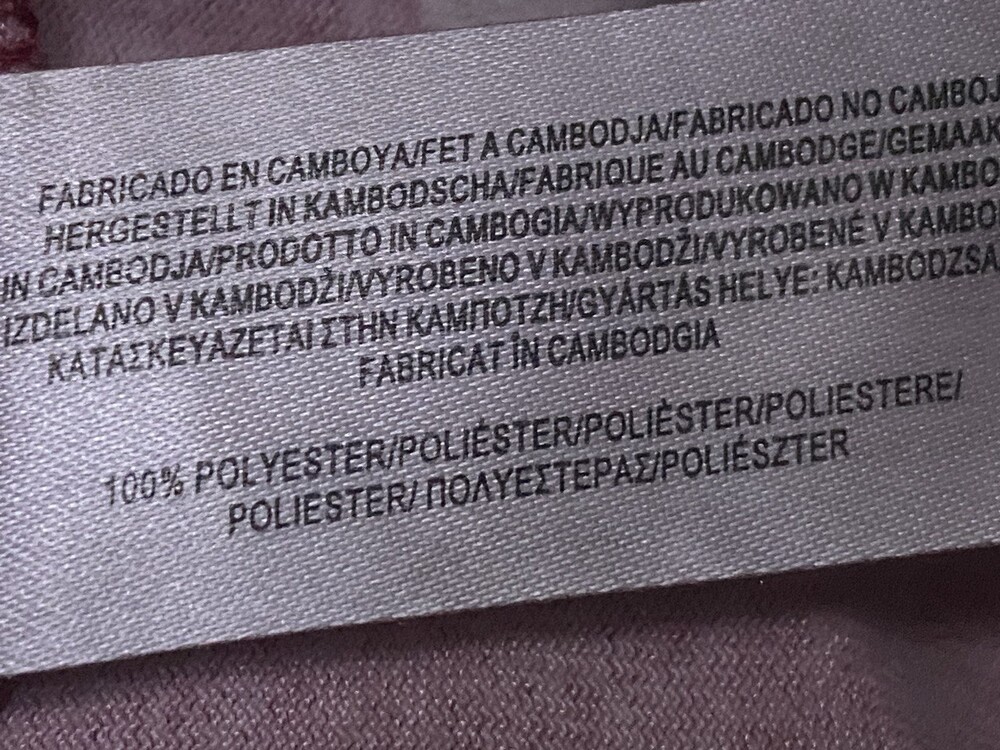 FABRICADO EN CAMBOYA/FET A CAMBODJA/FABRICADO NO CAMBOJ
HERGESTELLT IN KAMBODSCHA/FABRIQUE AU CAMBODGE/GEMAAK
IN CAMBODJA/PRODOTTO IN CAMBOGIA/WYPRODUKOWANO W KAMBO
IZDELANO V KAMBODŽI/VYROBENO V KAMBODŽI/VYROBENÉ V KAMBO
ΚΑΤΑΣΚΕΥΑΖΕΤΑΙ ΣΤΗΝ ΚΑΜΠΟΤΖΗ/GYÁRTÁS HELYE: KAMBODZSA
FABRICAT ÎN CAMBODGIA
100% POLYESTER/POLIÉSTER/POLIÈSTER/POLIESTERE/
POLIESTER/ ΠΟΛΥΕΣΤΕΡΑΣ/POLIÉSZTER